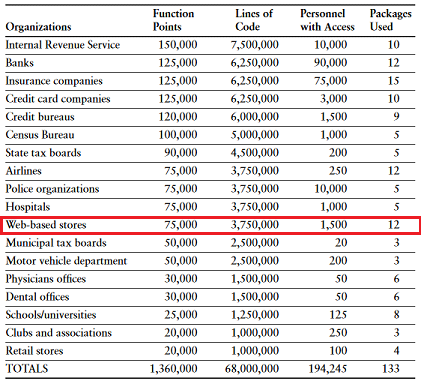 Function Lines of Personnel Packages
Organizations Points Code with Access Used
Internal Revenue Service 150,000 7,500,000 10,000 10
Banks 125,000 6,250,000 90,000 12
Insurance companies 125,000 6,250,000 75,000 15
Credit card companies 125,000 6,250,000 3,000 10
Credit bureaus 120,000 6,000,000 1,500 9
Census Bureau 100,000 5,000,000 1,000 5
State tax boards 90,000 4,500,000 200 5
Airlines 75,000 3,750,000 250 12
Police organizations 75,000 3,750,000 10,000 5
Hospitals 75,000 3,750,000 1,000 5
Web-based stores 75,000 3,750,000 1,500 12
Municipal tax boards 50,000 2,500,000 20 3
Motor vehicle department 50,000 2,500,000 200 3
Physicians offices 30,000 1,500,000 50 6
Dental offices 30,000 1,500,000 50 6
Schools/universities 25,000 1,250,000 125 8
Clubs and associations 20,000 1,000,000 250 3
Retail stores 20,000 1,000,000 100 4
TOTALS 1,360,000 68,000,000 194,245 133